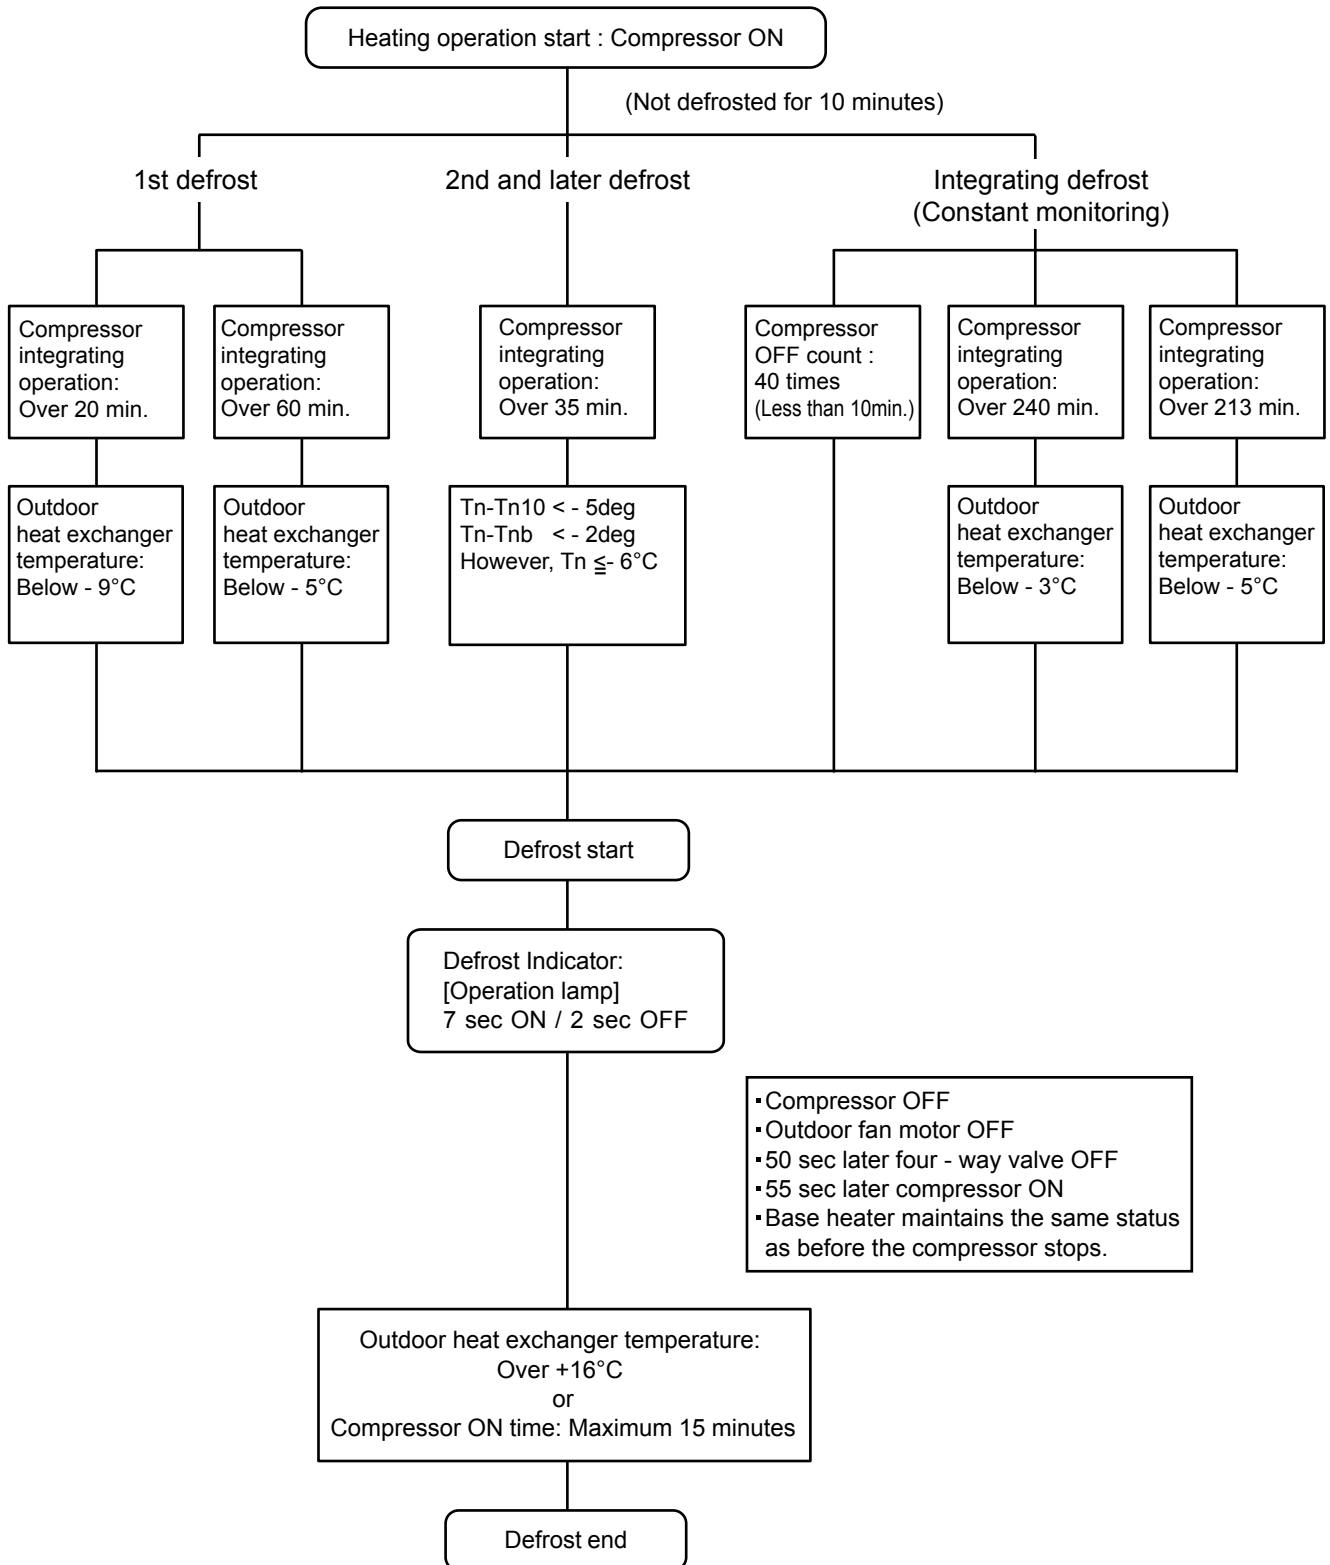 Heating operation start : Compressor ON
(Not defrosted for 10 minutes)
1st defrost
2nd and later defrost
Integrating defrost
(Constant monitoring)
Compressor
integrating
operation:
Over 20 min.
Compressor
integrating
operation:
Over 60 min.
Compressor
integrating
operation:
Over 35 min.
Compressor
OFF count :
40 times
(Less than 10min.)
Compressor
integrating
operation:
Over 240 min.
Compressor
integrating
operation:
Over 213 min.
Outdoor
heat exchanger
temperature:
Below - 9°C
Outdoor
heat exchanger
temperature:
Below - 5°C
Tn-Tn10 < - 5deg
Tn-Tnb < - 2deg
However, Tn ≦- 6°C
Outdoor
heat exchanger
temperature:
Below - 3°C
Outdoor
heat exchanger
temperature:
Below - 5°C
Defrost start
Defrost Indicator:
[Operation lamp]
7 sec ON / 2 sec OFF
▪Compressor OFF
▪Outdoor fan motor OFF
▪50 sec later four - way valve OFF
▪55 sec later compressor ON
▪Base heater maintains the same status
as before the compressor stops.
Outdoor heat exchanger temperature:
Over +16°C
or
Compressor ON time: Maximum 15 minutes
Defrost end